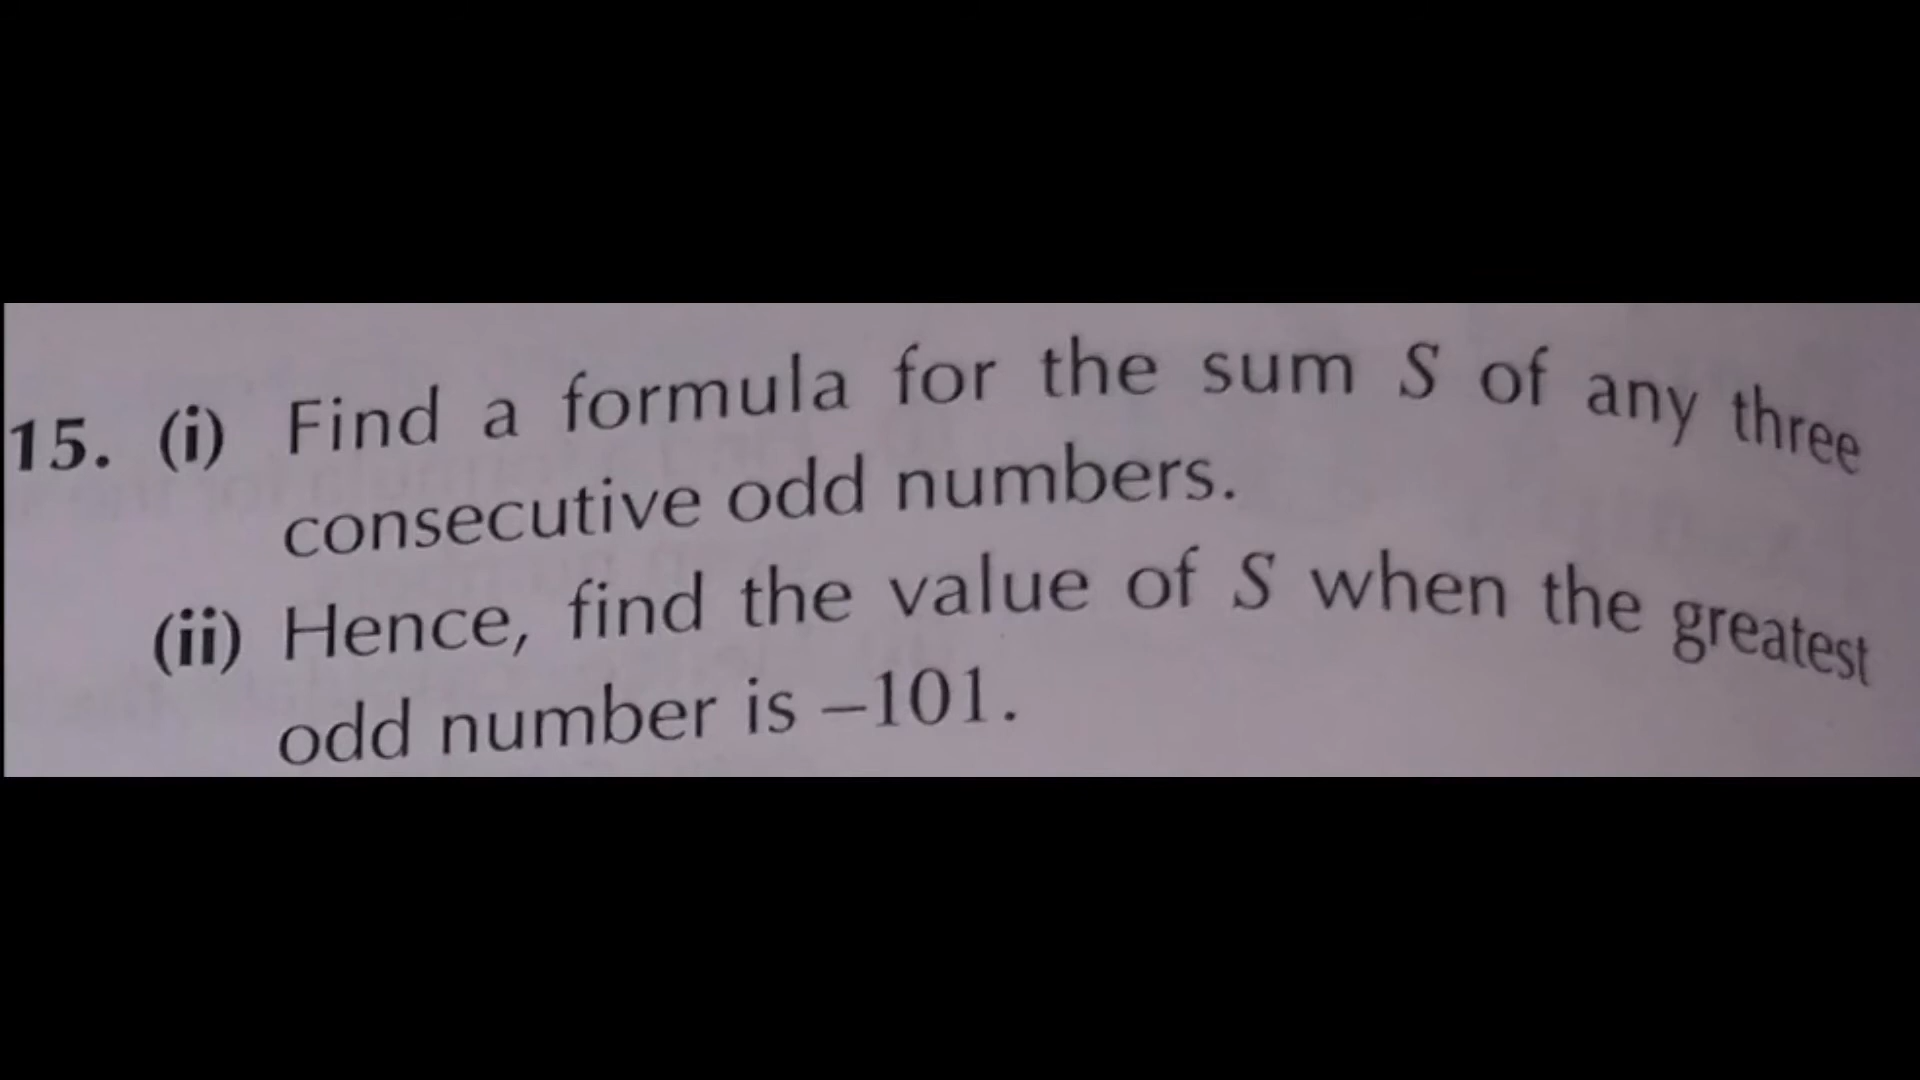 15. (i) Find a formula for the sum S of any three
consecutive odd numbers.
(ii) Hence, find the value of S when the greatest
odd number is –101.